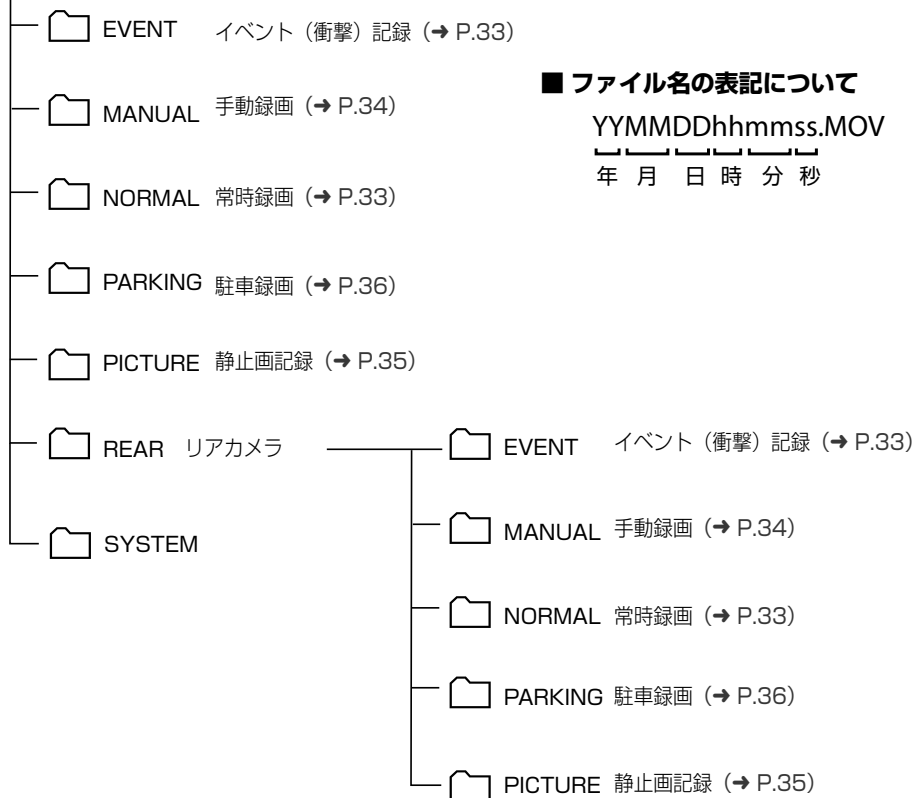 EVENT イベント（衝撃）記録（➜ P.33）
■ ファイル名の表記について
YYMMDDhhmmss.MOV
年 月 日 時 分 秒
MANUAL 手動録画（➜ P.34）
NORMAL 常時録画（➜ P.33）
PARKING 駐車録画（➜ P.36）
PICTURE 静止画記録（➜ P.35）
REAR リアカメラ
SYSTEM
EVENT イベント（衝撃）記録（➜ P.33）
MANUAL 手動録画（➜ P.34）
NORMAL 常時録画（➜ P.33）
PARKING 駐車録画（➜ P.36）
PICTURE 静止画記録（➜ P.35）